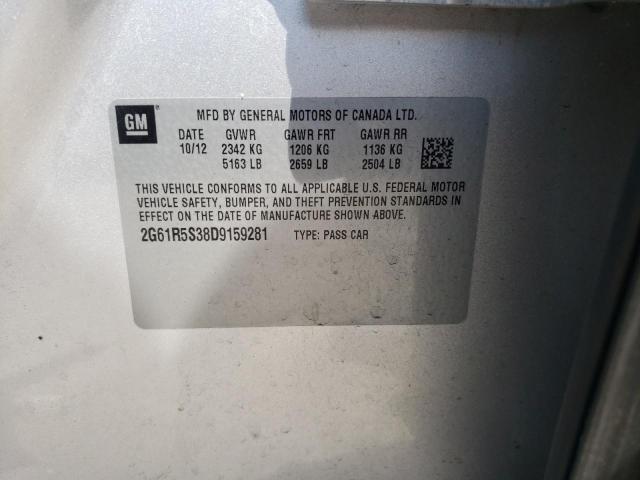 GM
MFD BY GENERAL MOTORS OF CANADA LTD.
DATE GVWR GAWR FRT GAWR RR
10/12 2342 KG 1206 KG 1136 KG
5163 LB 2659 LB 2504 LB
THIS VEHICLE CONFORMS TO ALL APPLICABLE U.S. FEDERAL MOTOR
VEHICLE SAFETY, BUMPER, AND THEFT PREVENTION STANDARDS IN
EFFECT ON THE DATE OF MANUFACTURE SHOWN ABOVE.
2G61R5S38D9159281 TYPE: PASS CAR